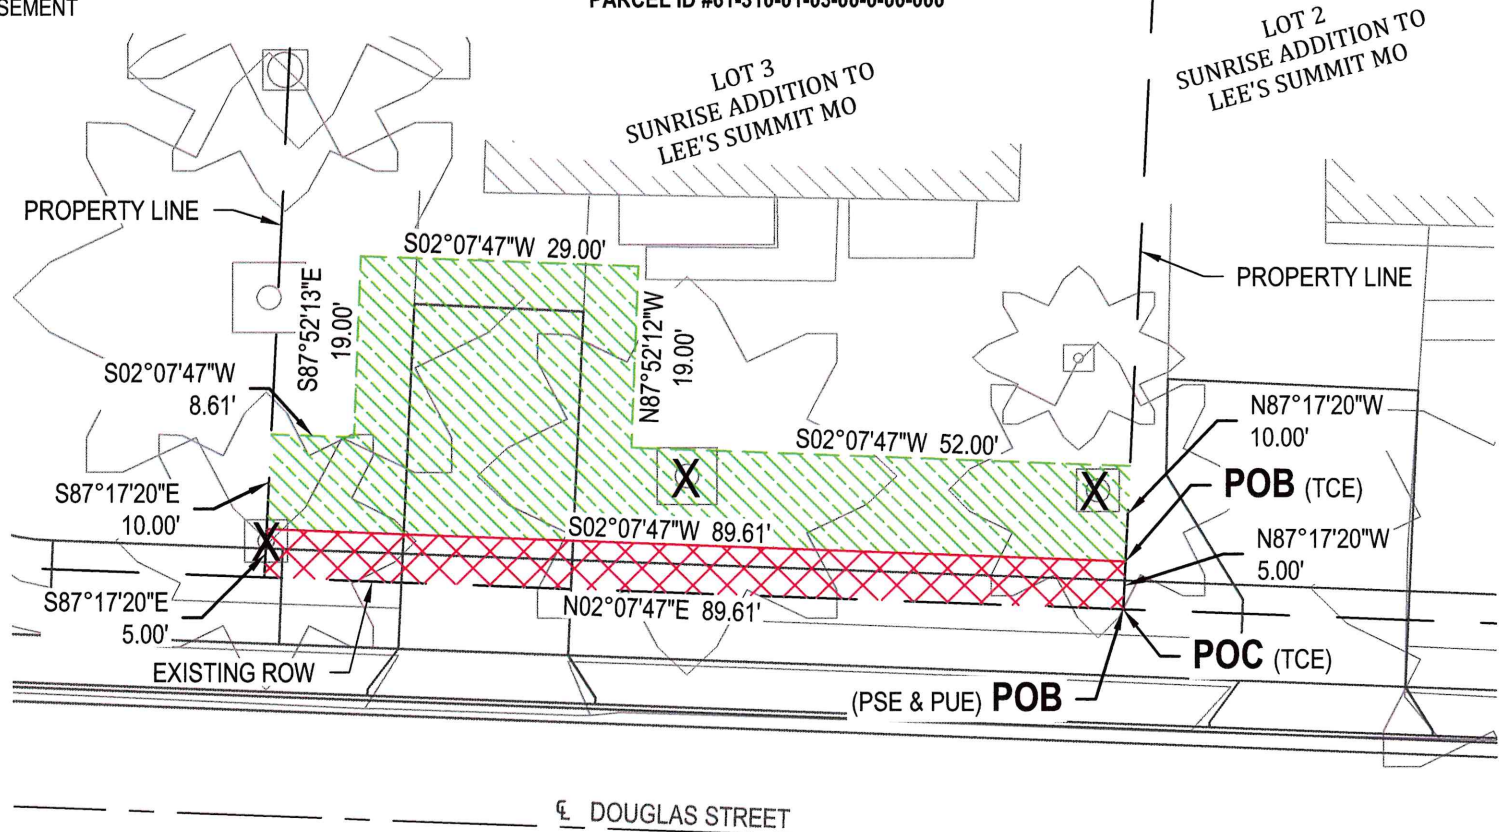 SEMENT
LOT 3
SUNRISE ADDITION TO
LEE'S SUMMIT MO
LOT 2
SUNRISE ADDITION TO
LEE'S SUMMIT MO
PROPERTY LINE
S02°07'47"W 29.00'
PROPERTY LINE
S87°52'13"E
19.00'
N87°52'12"W
19.00'
S02°07'47"W
8.61'
N87°17'20"W
10.00'
S02°07'47"W 52.00'
X
X
POB (TCE)
S87°17'20"E
10.00'
S02°07'47"W 89.61'
X
N87°17'20"W
5.00'
S87°17'20"E
5.00'
N02°07'47"E 89.61'
POC (TCE)
EXISTING ROW
(PSE & PUE) POB
℄ DOUGLAS STREET